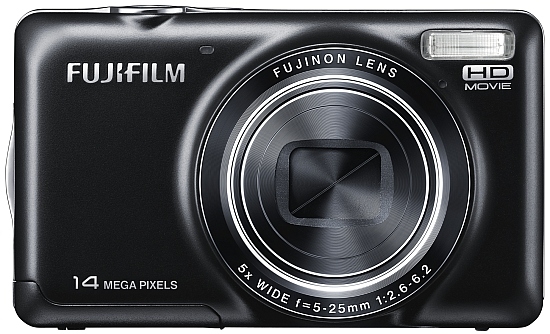 FUJIFILM
FUJINON LENS
HD
MOVIE
14 MEGA PIXELS
5x WIDE f=5-25mm 1:2.6-6.2